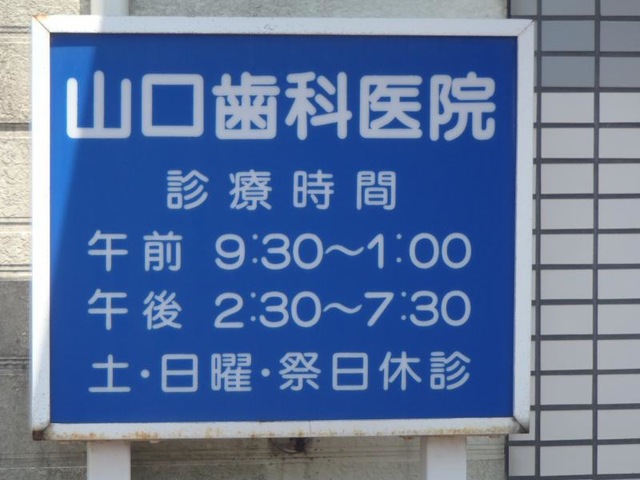 山口歯科医院
診療時間
午前 9:30～1:00
午後 2:30～7:30
土・日曜・祭日休診